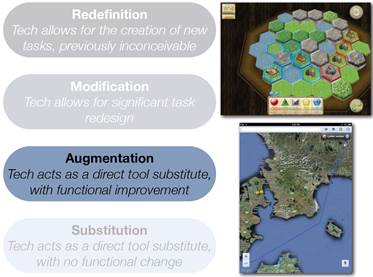 Redefinition
Tech allows for the creation of new
tasks, previously inconceivable
Modification
Tech allows for significant task
redesign
Augmentation
Tech acts as a direct tool substitute,
with functional improvement
Substitution
Tech acts as a direct tool substitute,
with no functional change